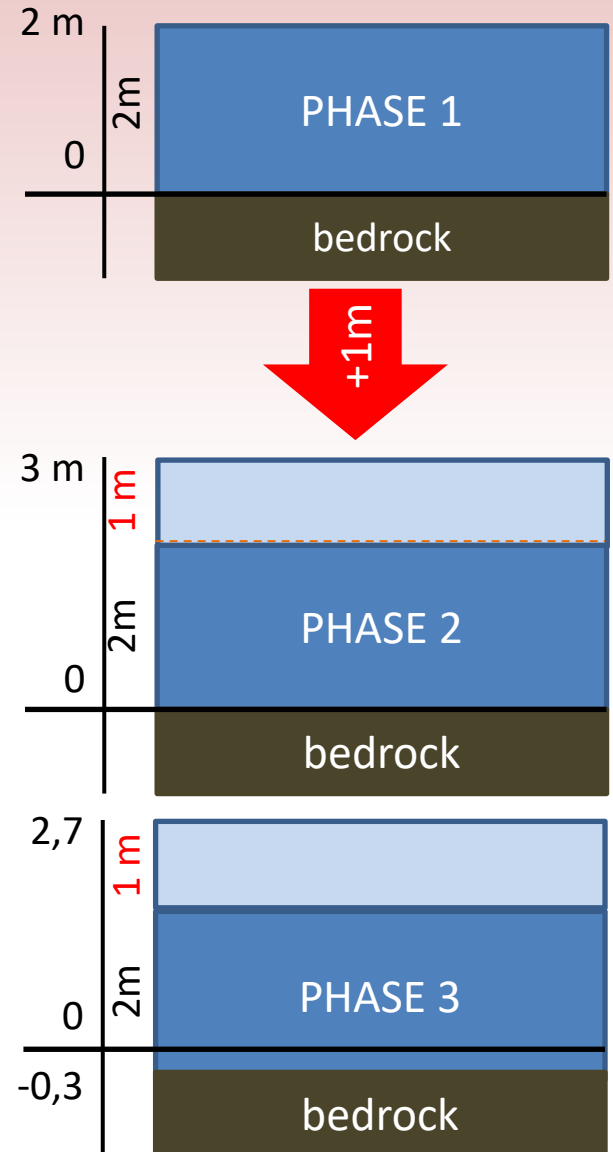 2 m
2m
PHASE 1
0
bedrock
+1m
3 m
1 m
2m
PHASE 2
0
bedrock
2,7
1 m
2m
PHASE 3
0
-0,3
bedrock